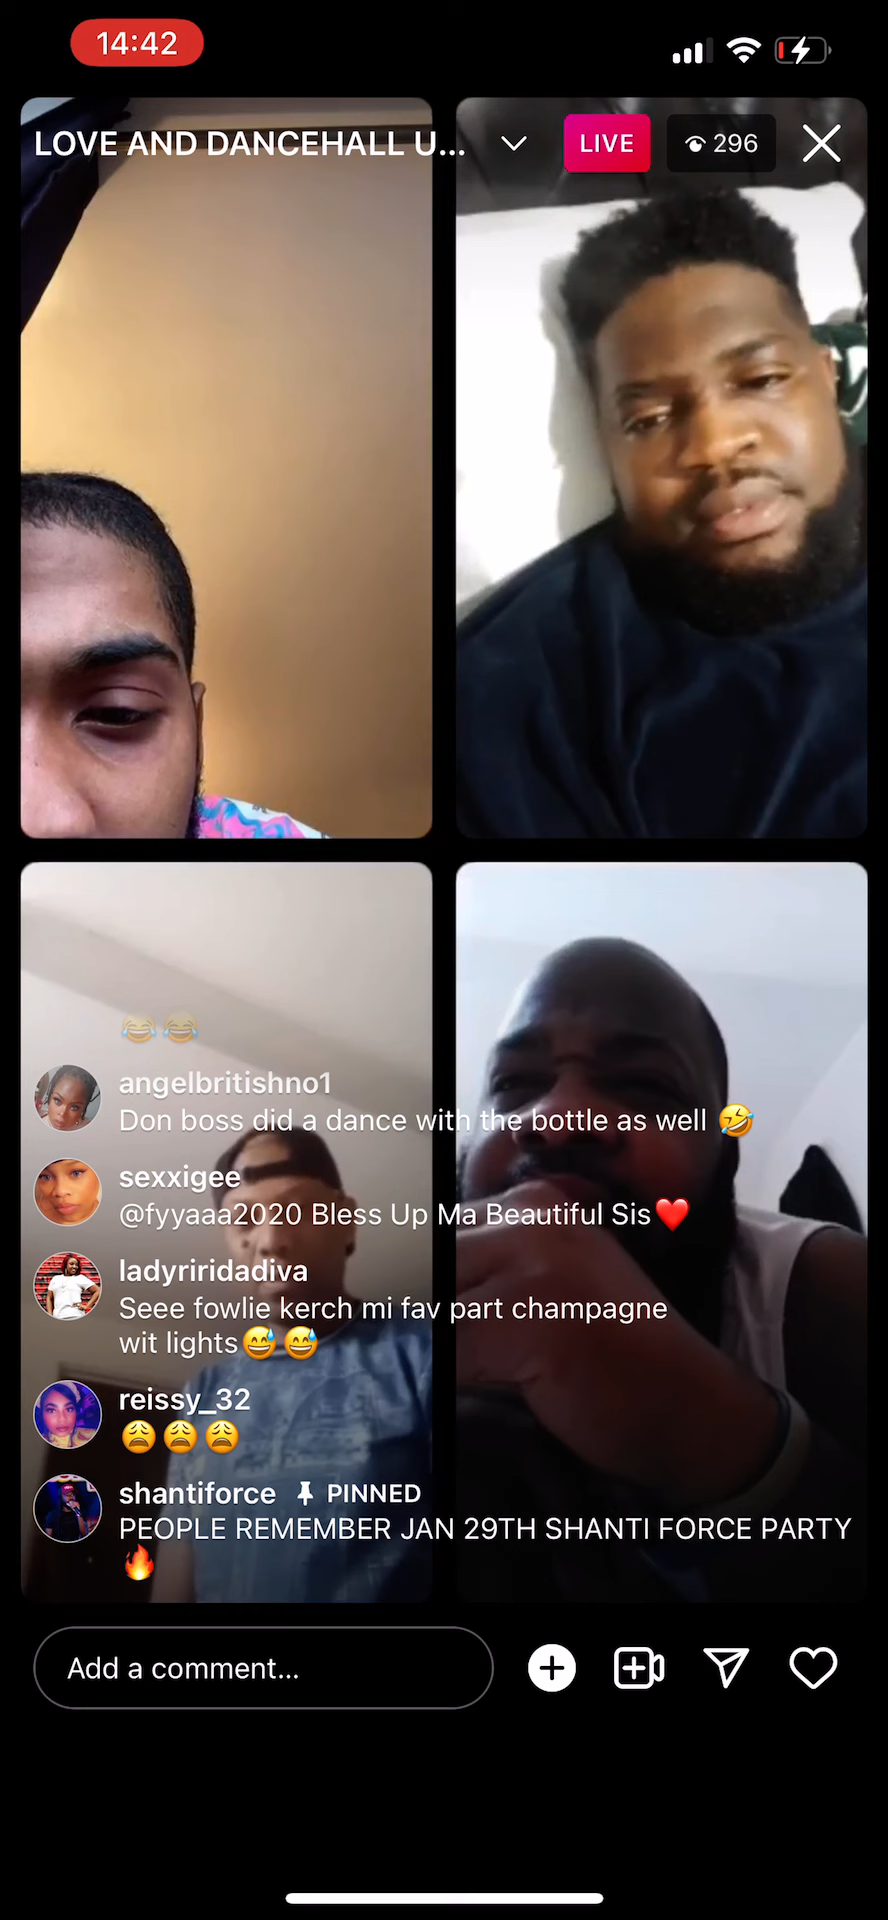 14:42
LOVE AND DANCEHALL U...
LIVE
296
😂😂
angelbritishno1
Don boss did a dance with the bottle as well 🤣
sexxigee
@fyyaaa2020 Bless Up Ma Beautiful Sis❤️
ladyriridadiva
Seee fowlie kerch mi fav part champagne
wit lights😅😅
reissy_32
😩😩😩
shantiforce 📌 PINNED
PEOPLE REMEMBER JAN 29TH SHANTI FORCE PARTY
🔥
Add a comment...